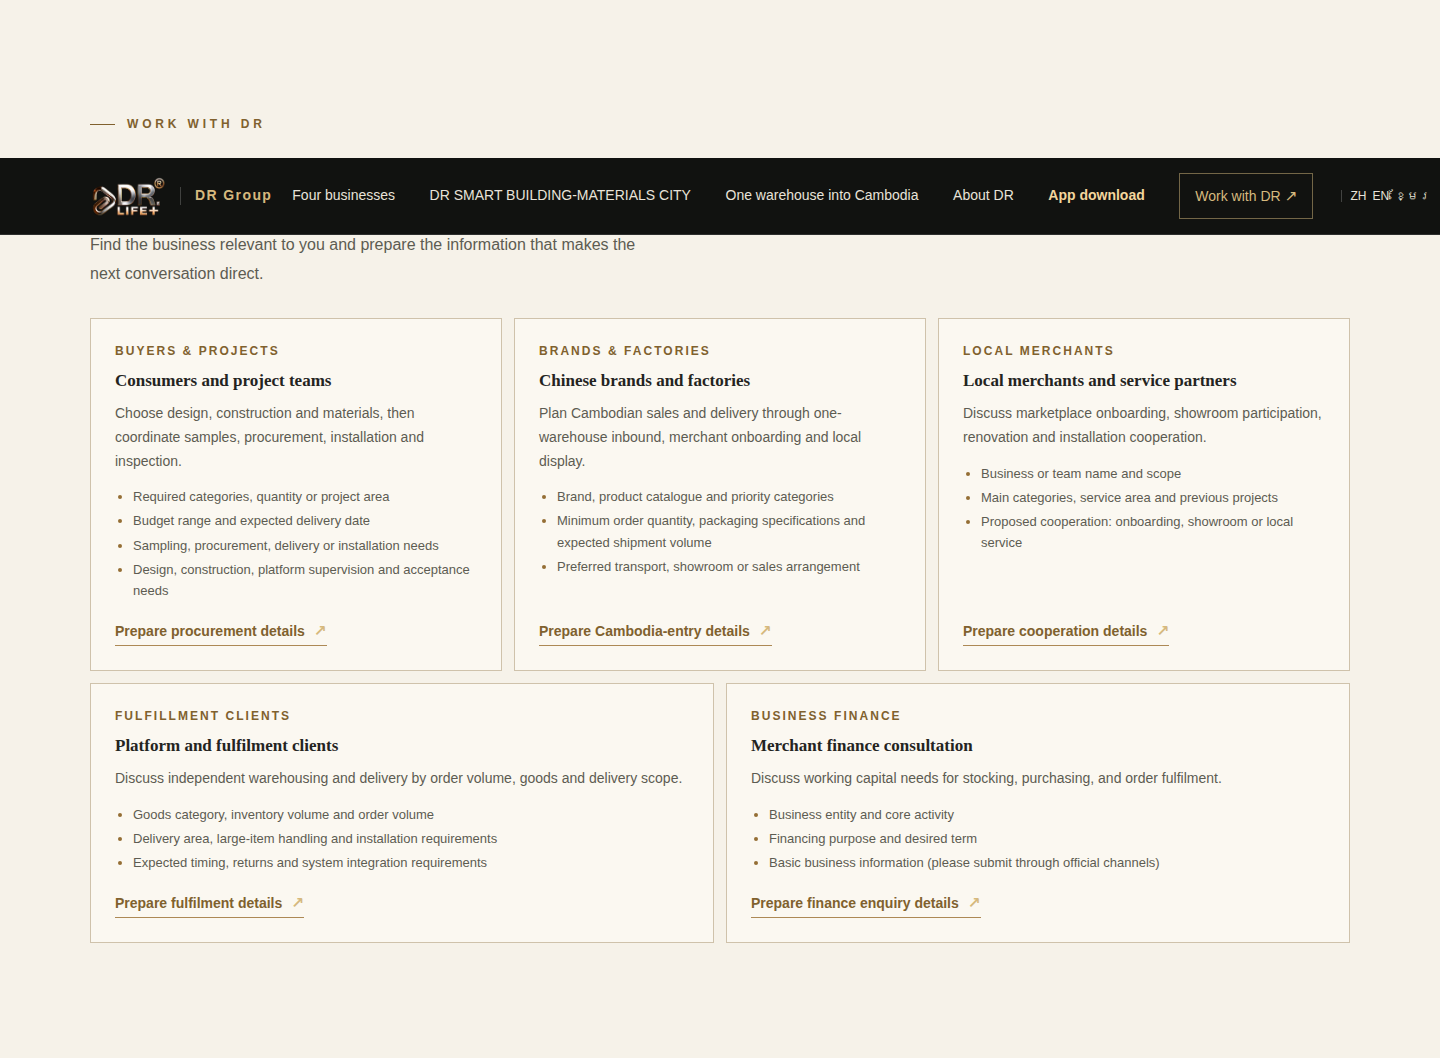 WORK WITH DR
DR®
LIFE+
DR Group
Four businesses
DR SMART BUILDING-MATERIALS CITY
One warehouse into Cambodia
About DR
App download
Work with DR ↗
ZH EN ខ្មែរ
Find the business relevant to you and prepare the information that makes the
next conversation direct.
BUYERS & PROJECTS
Consumers and project teams
Choose design, construction and materials, then
coordinate samples, procurement, installation and
inspection.
• Required categories, quantity or project area
• Budget range and expected delivery date
• Sampling, procurement, delivery or installation needs
• Design, construction, platform supervision and acceptance
needs
Prepare procurement details ↗
BRANDS & FACTORIES
Chinese brands and factories
Plan Cambodian sales and delivery through one-
warehouse inbound, merchant onboarding and local
display.
• Brand, product catalogue and priority categories
• Minimum order quantity, packaging specifications and
expected shipment volume
• Preferred transport, showroom or sales arrangement
Prepare Cambodia-entry details ↗
LOCAL MERCHANTS
Local merchants and service partners
Discuss marketplace onboarding, showroom participation,
renovation and installation cooperation.
• Business or team name and scope
• Main categories, service area and previous projects
• Proposed cooperation: onboarding, showroom or local
service
Prepare cooperation details ↗
FULFILLMENT CLIENTS
Platform and fulfilment clients
Discuss independent warehousing and delivery by order volume, goods and delivery scope.
• Goods category, inventory volume and order volume
• Delivery area, large-item handling and installation requirements
• Expected timing, returns and system integration requirements
Prepare fulfilment details ↗
BUSINESS FINANCE
Merchant finance consultation
Discuss working capital needs for stocking, purchasing, and order fulfilment.
• Business entity and core activity
• Financing purpose and desired term
• Basic business information (please submit through official channels)
Prepare finance enquiry details ↗